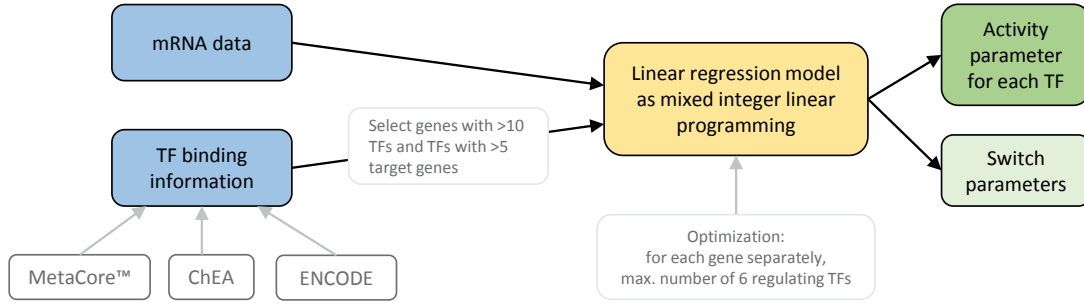 mRNA data
TF binding
information
MetaCore™
ChEA
ENCODE
Select genes with >10
TFs and TFs with >5
target genes
Linear regression model
as mixed integer linear
programming
Optimization:
for each gene separately,
max. number of 6 regulating TFs
Activity
parameter
for each TF
Switch
parameters